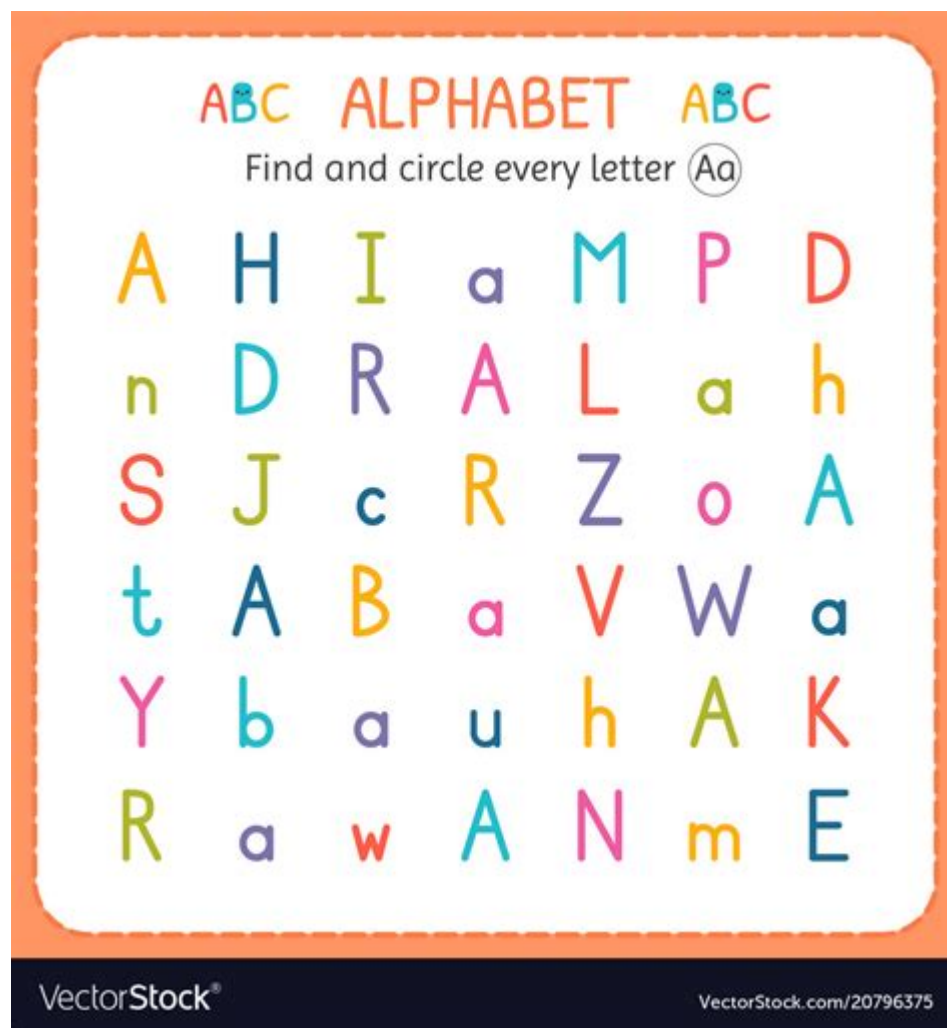 ABC ALPHABET ABC
Find and circle every letter Aa
A H I a M P D
n D R A L a h
S J c R Z o A
t A B a V W a
Y b a u h A K
R a w A N m E
VectorStock® VectorStock.com/20796375